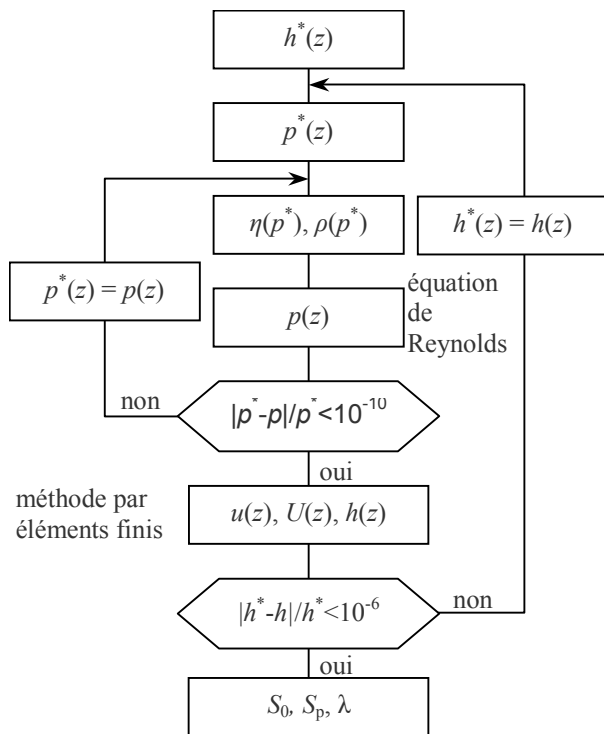 h*(z)
p*(z)
η(p*), ρ(p*)
h*(z) = h(z)
p*(z) = p(z)
p(z)
équation
de
Reynolds
non
|p*-p|/p*<10⁻¹⁰
oui
méthode par
éléments finis
u(z), U(z), h(z)
|h*-h|/h*<10⁻⁶
non
oui
S₀, Sₚ, λ